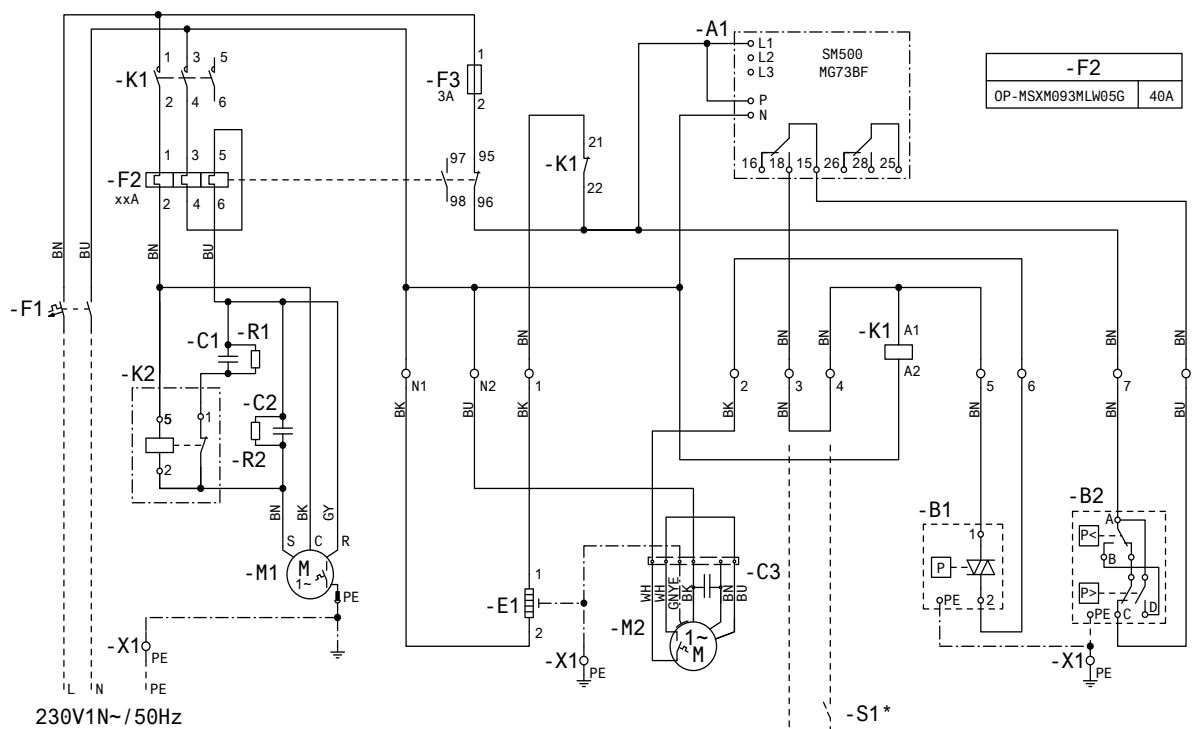 -A1
SM500
MG73BF
L1
L2
L3
P
N
16 18 15 26 28 25
-F2
OP-MSXM093MLW05G 40A
-K1
1 3 5
2 4 6
-F3
3A
1
2
-F2
xxA
1 3 5
2 4 6
97 95
98 96
-K1
21
22
BN BU BN BU
-F1
-C1 -R1
-K2
5 1
2
-C2
-R2
BN BK GY
S C R
-M1
M
1~
PE
-X1
PE
L N PE
230V1N~/50Hz
N1 N2 1 2 3 4 5 6 7
BN BN BN BN BN BN BN
BK BU BK BK BN BN BN BU
-K1
A1
A2
-E1
1
2
-C3
WH WH GNYE BK BN BU
-M2
1~
M
-X1
PE
-S1*
-B1
P
1
2
PE
-B2
A
P<
B
P>
PE C D
-X1
PE